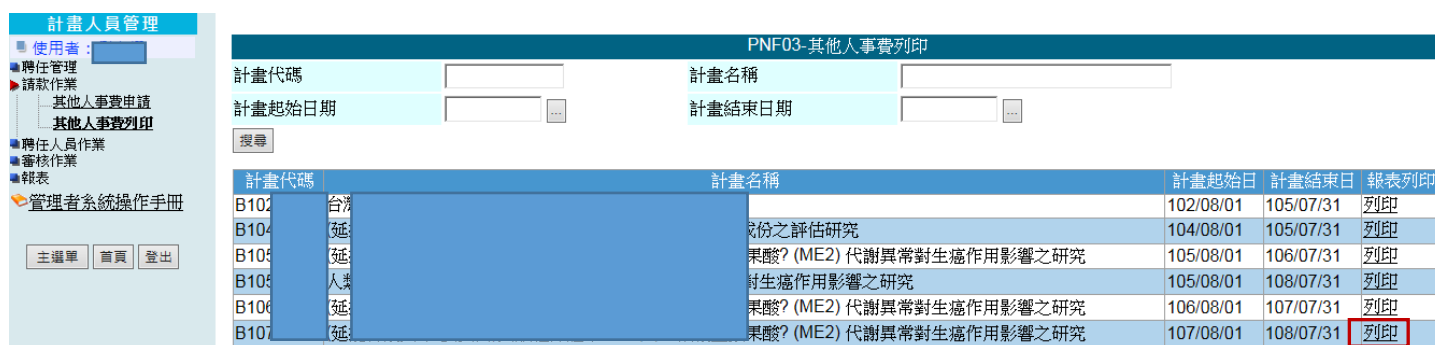 計畫人員管理
使用者：
聘任管理
請款作業
其他人事費申請
其他人事費列印
聘任人員作業
審核作業
報表
管理者系統操作手冊
主選單 首頁 登出
PNF03-其他人事費列印
計畫代碼 計畫名稱
計畫起始日期 ... 計畫結束日期 ...
搜尋
計畫代碼 計畫名稱 計畫起始日 計畫結束日 報表列印
B102 台 102/08/01 105/07/31 列印
B104 (延 成份之評估研究 104/08/01 105/07/31 列印
B105 (延 果酸? (ME2) 代謝異常對生癌作用影響之研究 105/08/01 106/07/31 列印
B105 人類 對生癌作用影響之研究 105/08/01 108/07/31 列印
B106 (延 果酸? (ME2) 代謝異常對生癌作用影響之研究 106/08/01 107/07/31 列印
B107 (延 果酸? (ME2) 代謝異常對生癌作用影響之研究 107/08/01 108/07/31 列印